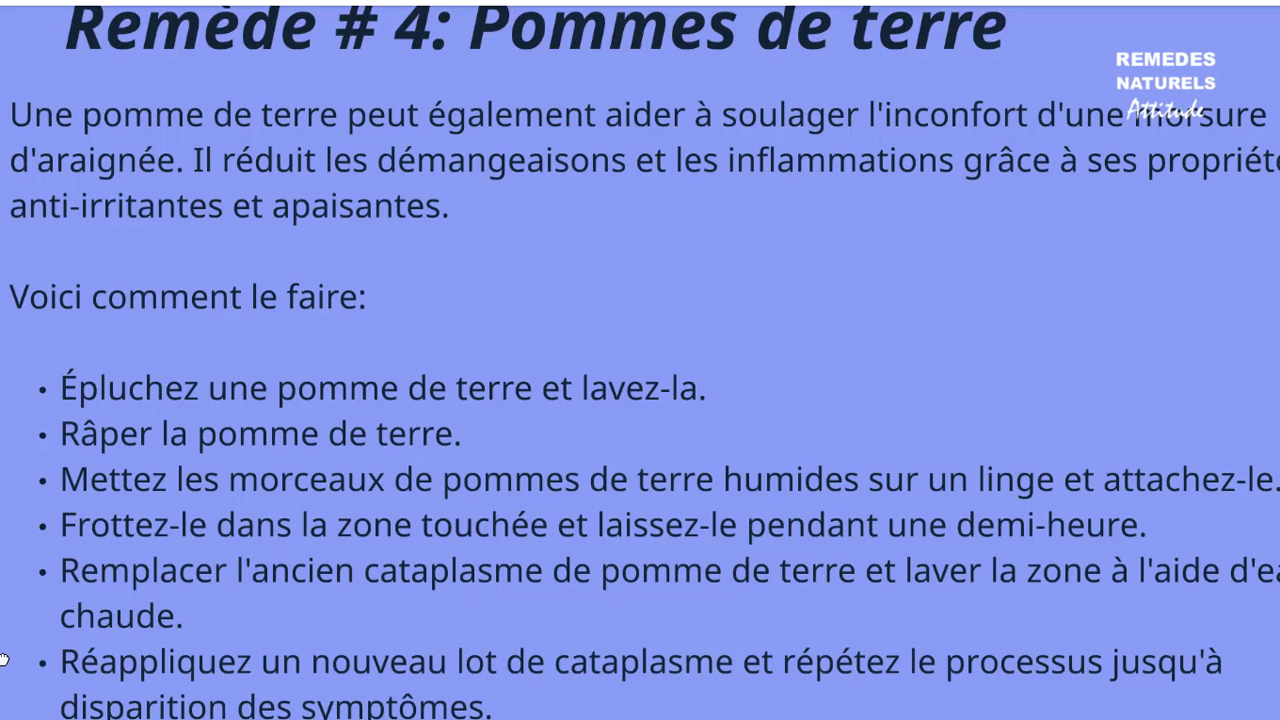 Remède # 4: Pommes de terre
REMEDES
NATURELS
Attitude
Une pomme de terre peut également aider à soulager l'inconfort d'une morsure
d'araignée. Il réduit les démangeaisons et les inflammations grâce à ses
anti-irritantes et apaisantes.
Voici comment le faire:
• Épluchez une pomme de terre et lavez-la.
• Râper la pomme de terre.
• Mettez les morceaux de pommes de terre humides sur un linge et attachez-le.
• Frottez-le dans la zone touchée et laissez-le pendant une demi-heure.
• Remplacer l'ancien cataplasme de pomme de terre et laver la zone à l'aide
chaude.
• Réappliquez un nouveau lot de cataplasme et répétez le processus jusqu'à
disparition des symptômes.